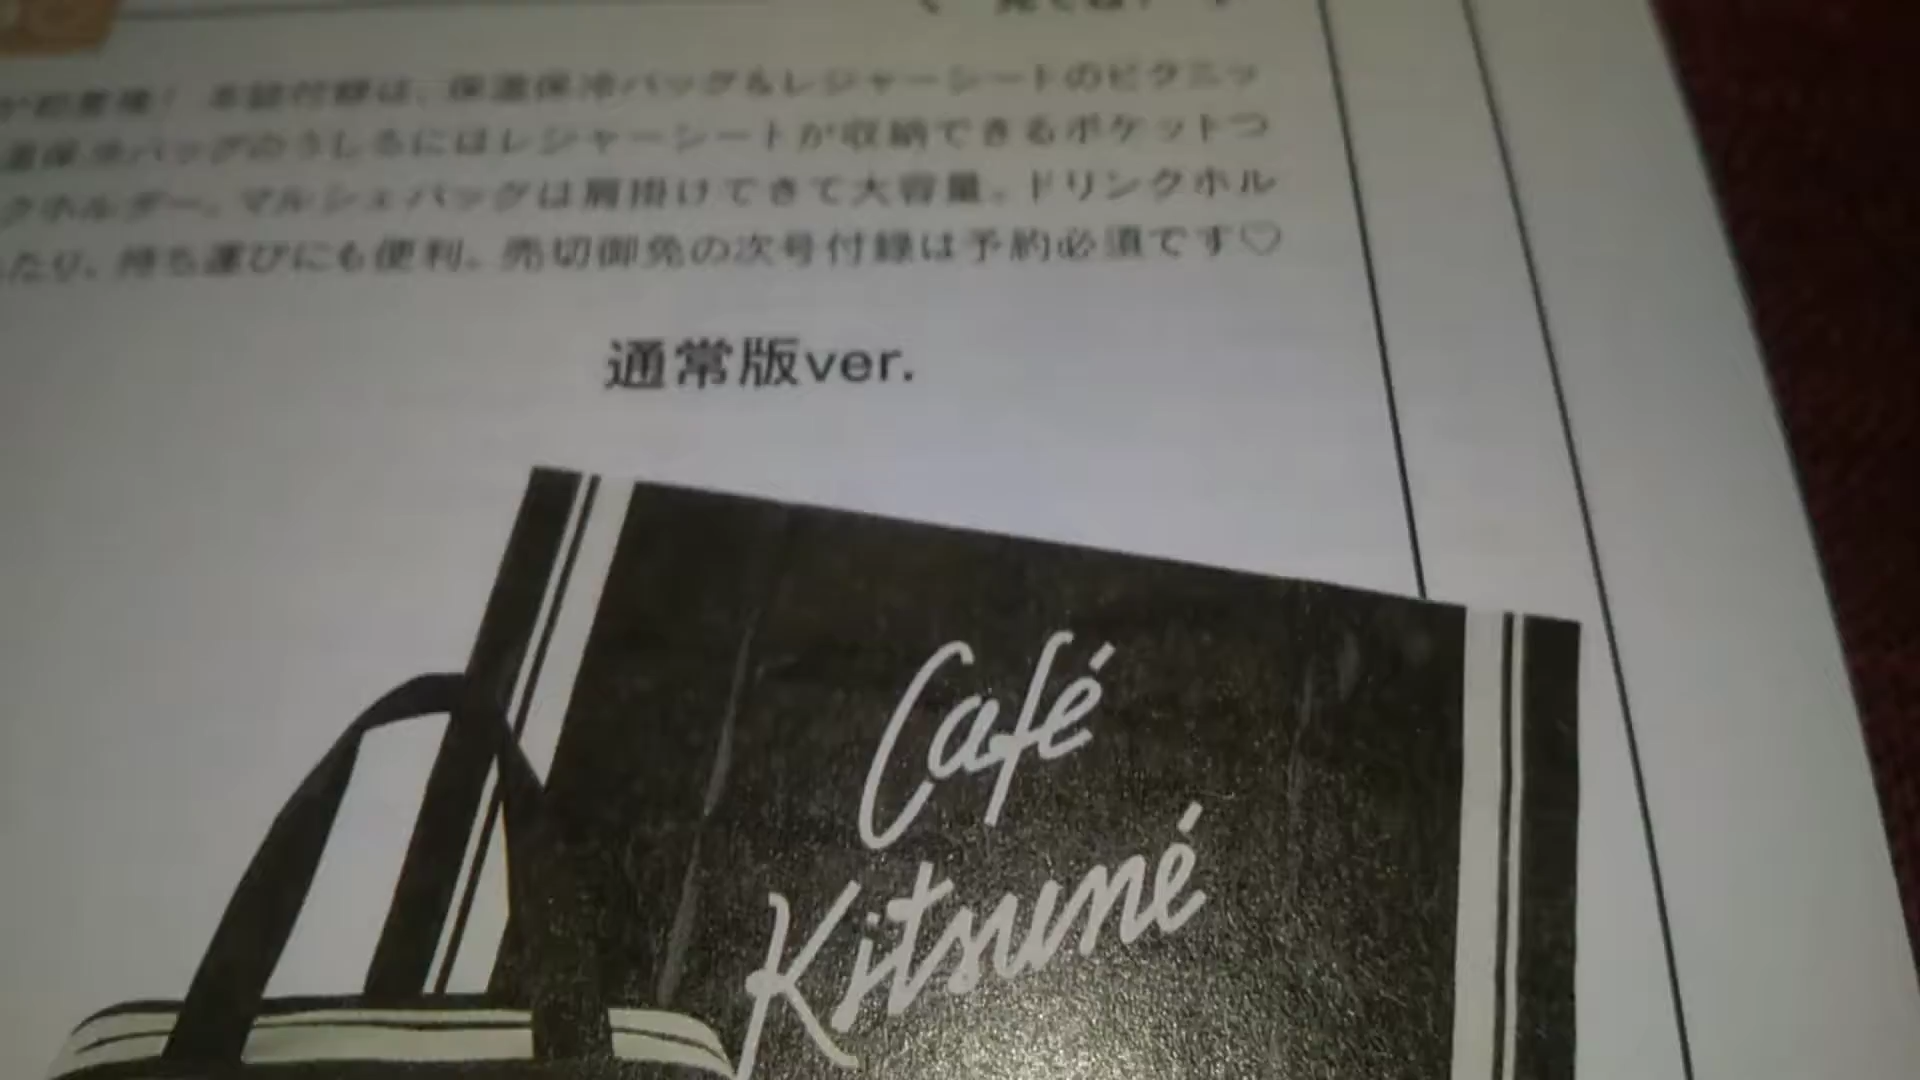 本誌付録は、保温保冷バッグ&レジャーシートのピクニッ
温保冷バッグのうしろにはレジャーシートが収納できるポケットつ
クホルダー。マルシェバッグは肩掛けできて大容量。ドリンクホル
たり、持ち運びにも便利。売切御免の次号付録は予約必須です♡
通常版ver.
Café
Kitsuné